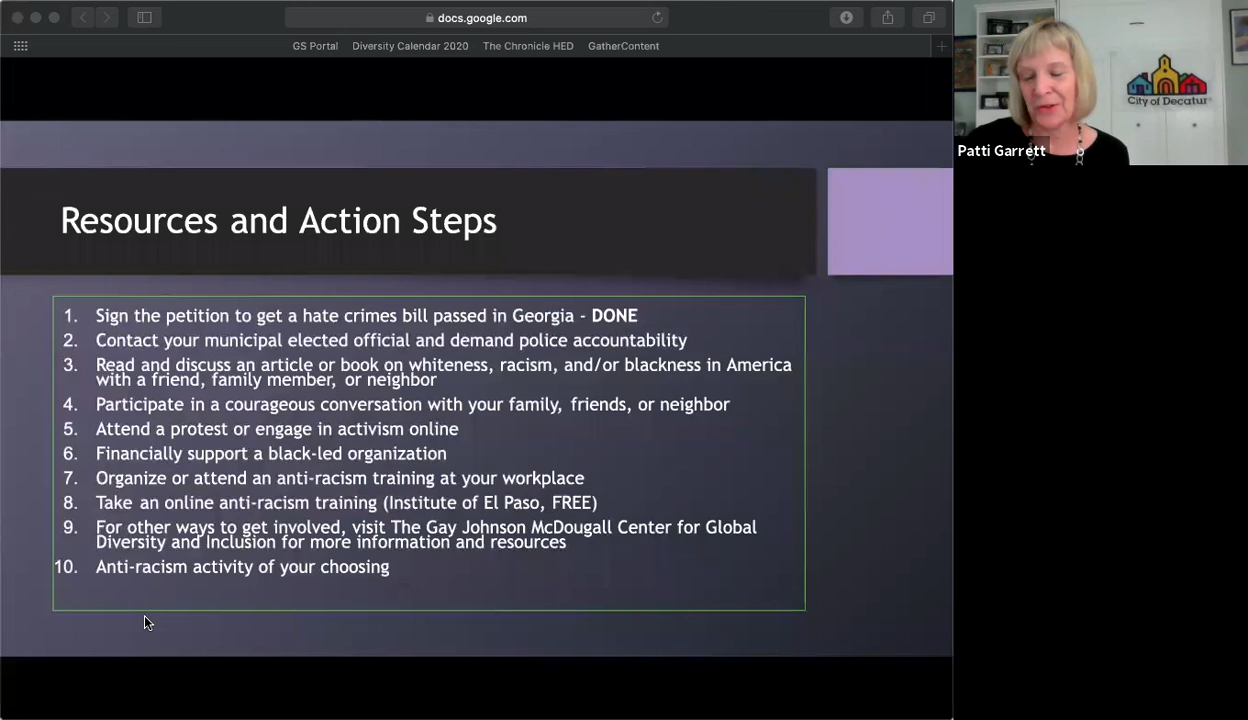 docs.google.com
GS Portal Diversity Calendar 2020 The Chronicle HED GatherContent
City of Decatur
Patti Garrett
Resources and Action Steps
1. Sign the petition to get a hate crimes bill passed in Georgia - DONE
2. Contact your municipal elected official and demand police accountability
3. Read and discuss an article or book on whiteness, racism, and/or blackness in America
with a friend, family member, or neighbor
4. Participate in a courageous conversation with your family, friends, or neighbor
5. Attend a protest or engage in activism online
6. Financially support a black-led organization
7. Organize or attend an anti-racism training at your workplace
8. Take an online anti-racism training (Institute of El Paso, FREE)
9. For other ways to get involved, visit The Gay Johnson McDougall Center for Global
Diversity and Inclusion for more information and resources
10. Anti-racism activity of your choosing